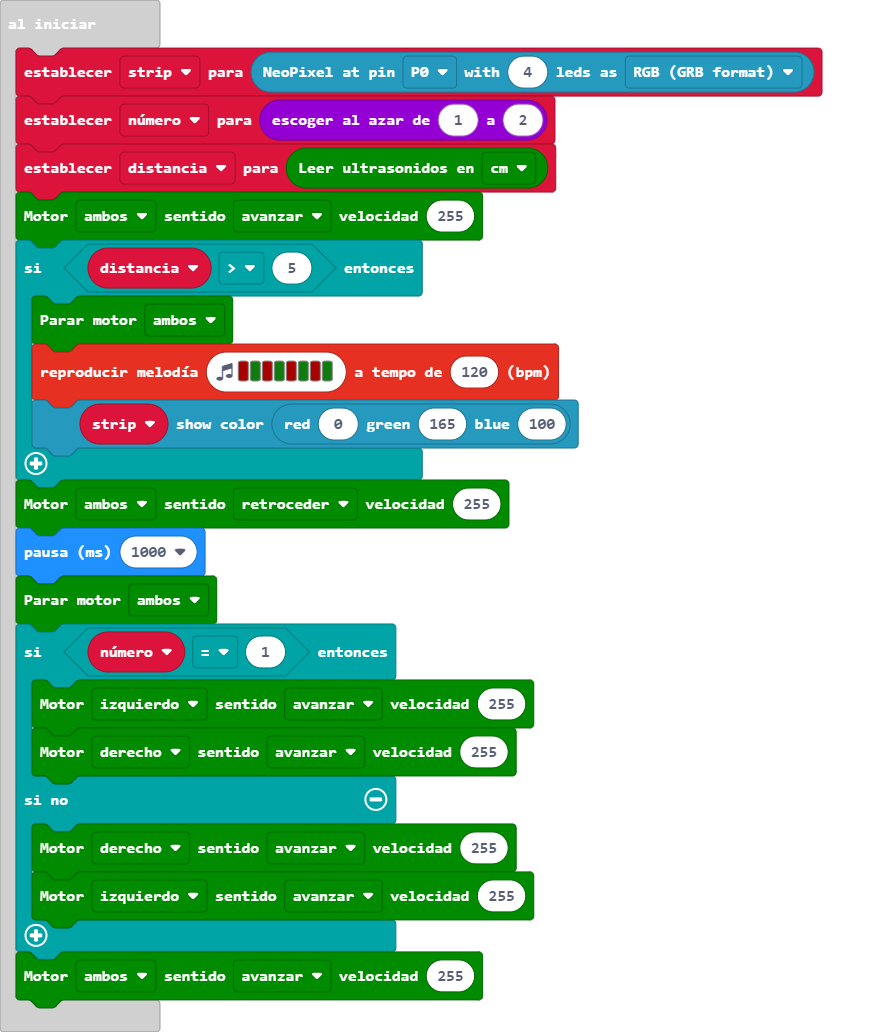 al iniciar
establecer strip para NeoPixel at pin P0 with 4 leds as RGB (GRB format)
establecer número para escoger al azar de 1 a 2
establecer distancia para Leer ultrasonidos en cm
Motor ambos sentido avanzar velocidad 255
si distancia > 5 entonces
Parar motor ambos
reproducir melodía a tempo de 120 (bpm)
strip show color red 0 green 165 blue 100
Motor ambos sentido retroceder velocidad 255
pausa (ms) 1000
Parar motor ambos
si número = 1 entonces
Motor izquierdo sentido avanzar velocidad 255
Motor derecho sentido avanzar velocidad 255
si no
Motor derecho sentido avanzar velocidad 255
Motor izquierdo sentido avanzar velocidad 255
Motor ambos sentido avanzar velocidad 255